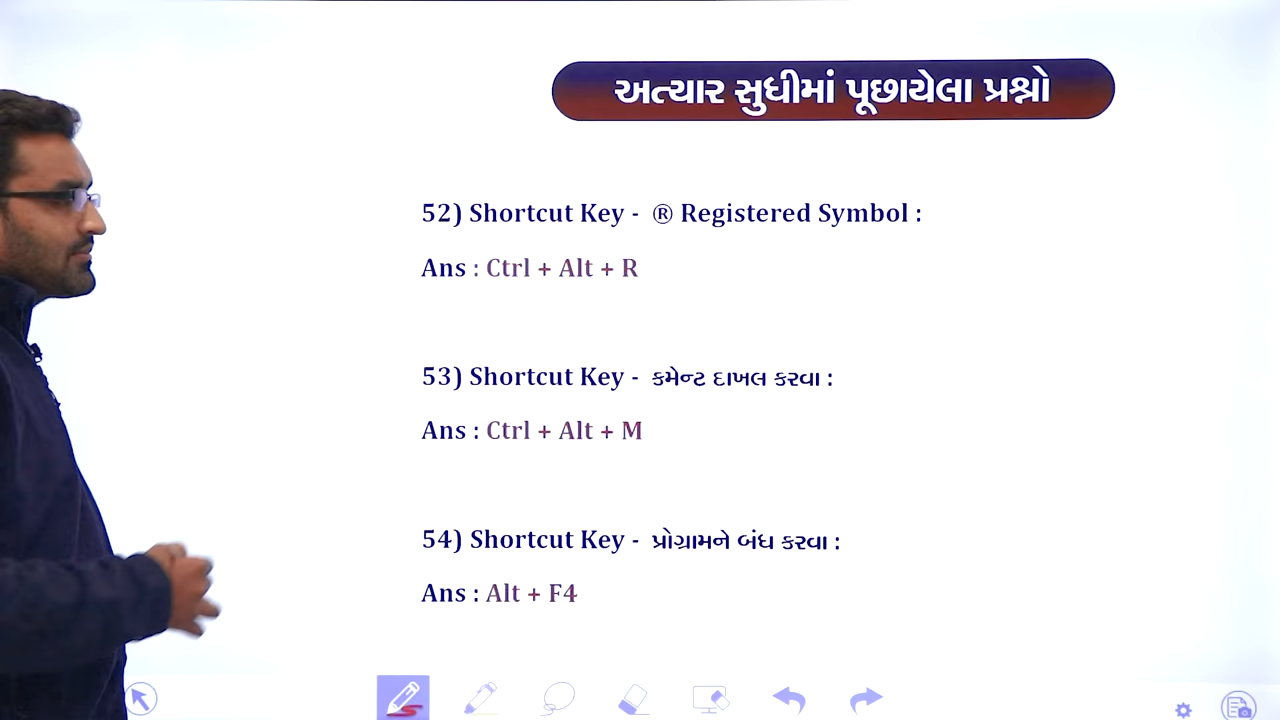 અત્યાર સુધીમાં પૂછાયેલા પ્રશ્નો
52) Shortcut Key - ® Registered Symbol :
Ans : Ctrl + Alt + R
53) Shortcut Key - કમેન્ટ દાખલ કરવા :
Ans : Ctrl + Alt + M
54) Shortcut Key - પ્રોગ્રામને બંધ કરવા :
Ans : Alt + F4